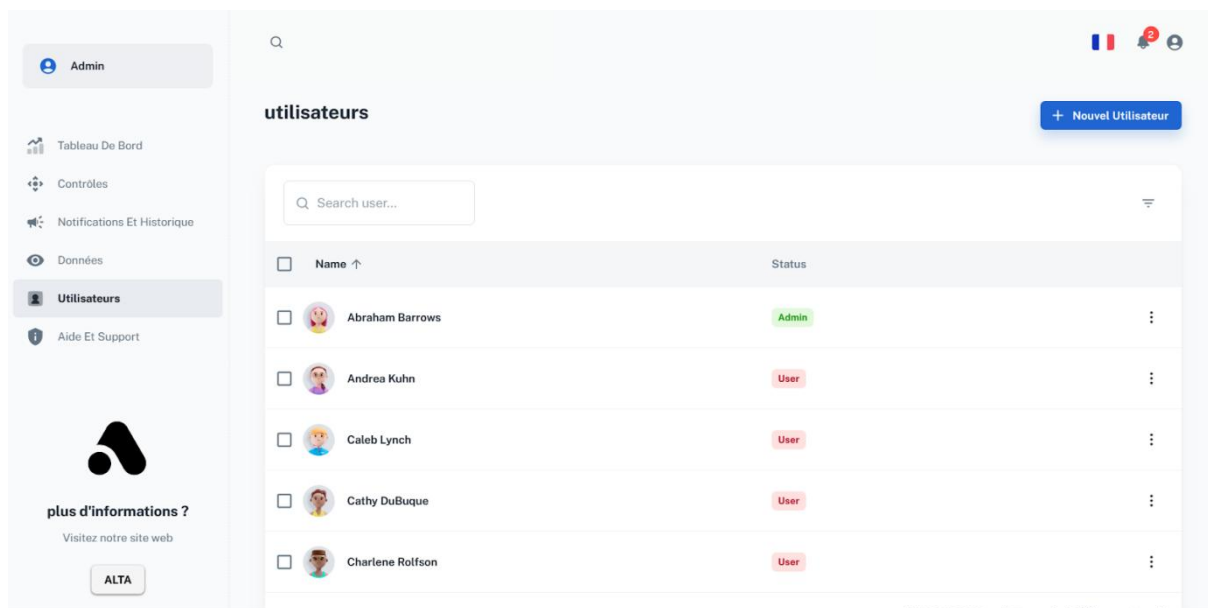 Admin
2
utilisateurs
+ Nouvel Utilisateur
Tableau De Bord
Contrôles
Notifications Et Historique
Données
Utilisateurs
Aide Et Support
plus d'informations ?
Visitez notre site web
ALTA
Search user...
Name ↑ Status
Abraham Barrows Admin
Andrea Kuhn User
Caleb Lynch User
Cathy DuBuque User
Charlene Rolfson User